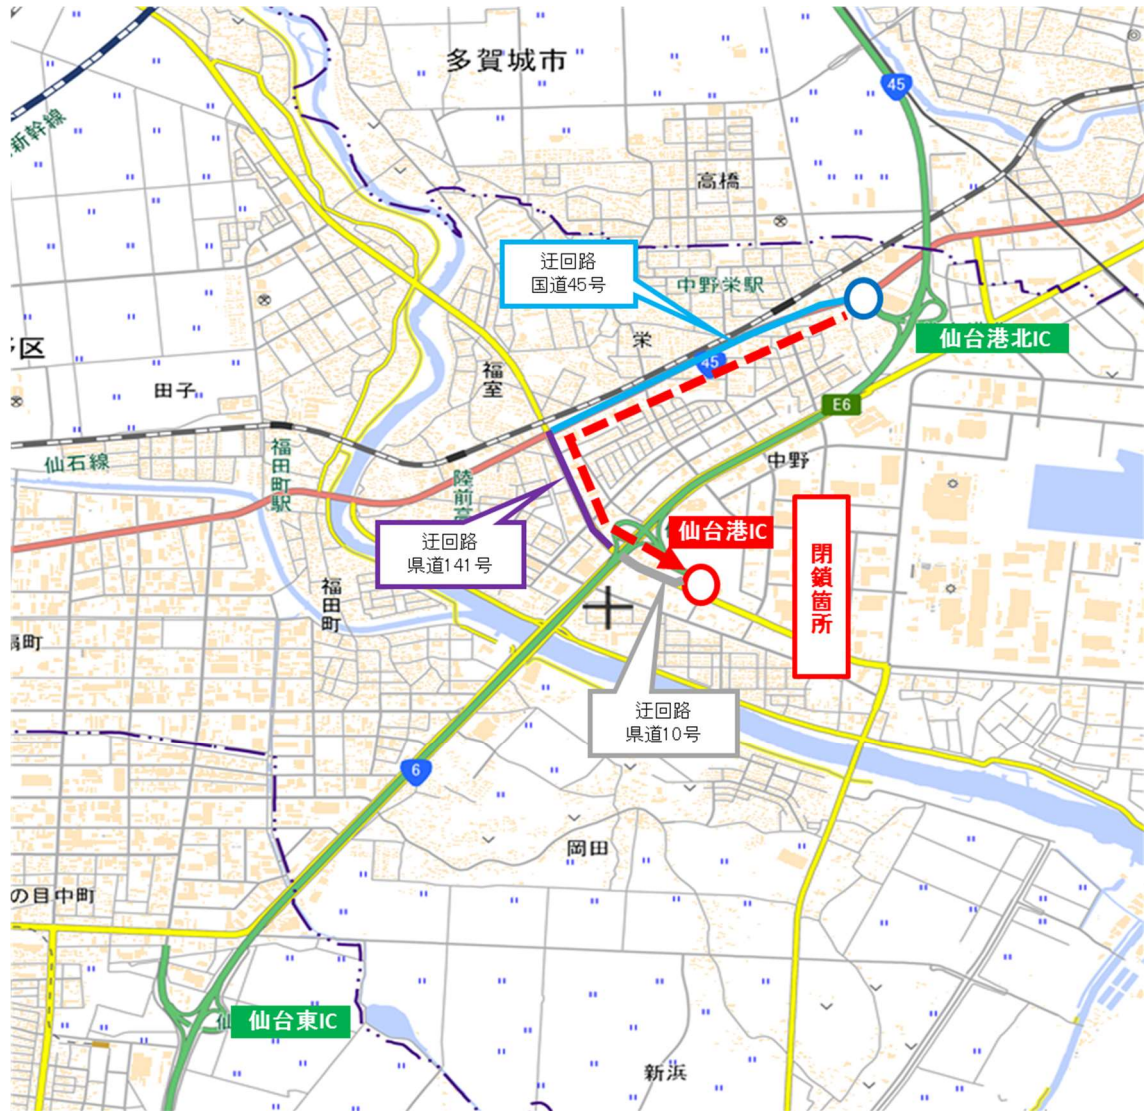 多賀城市
45
新幹線
高橋
迂回路
国道45号
中野栄駅
栄
仙台港北IC
区
福室
45
田子
E6
仙石線
福田町駅
中野
陸前高
仙台港IC
迂回路
県道141号
閉鎖箇所
福田町
扇町
迂回路
県道10号
6
岡田
の目中町
仙台東IC
新浜